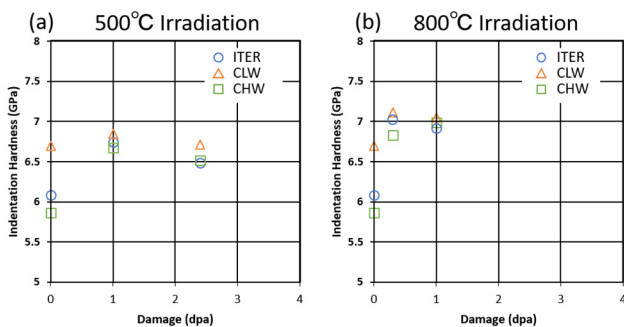 (a) 500℃ Irradiation
8
7.5
7
6.5
6
5.5
5
0 1 2 3 4
Indentation Hardness (GPa)
Damage (dpa)
ITER
CLW
CHW
(b) 800℃ Irradiation
8
7.5
7
6.5
6
5.5
5
0 1 2 3 4
Indentation Hardness (GPa)
Damage (dpa)
ITER
CLW
CHW